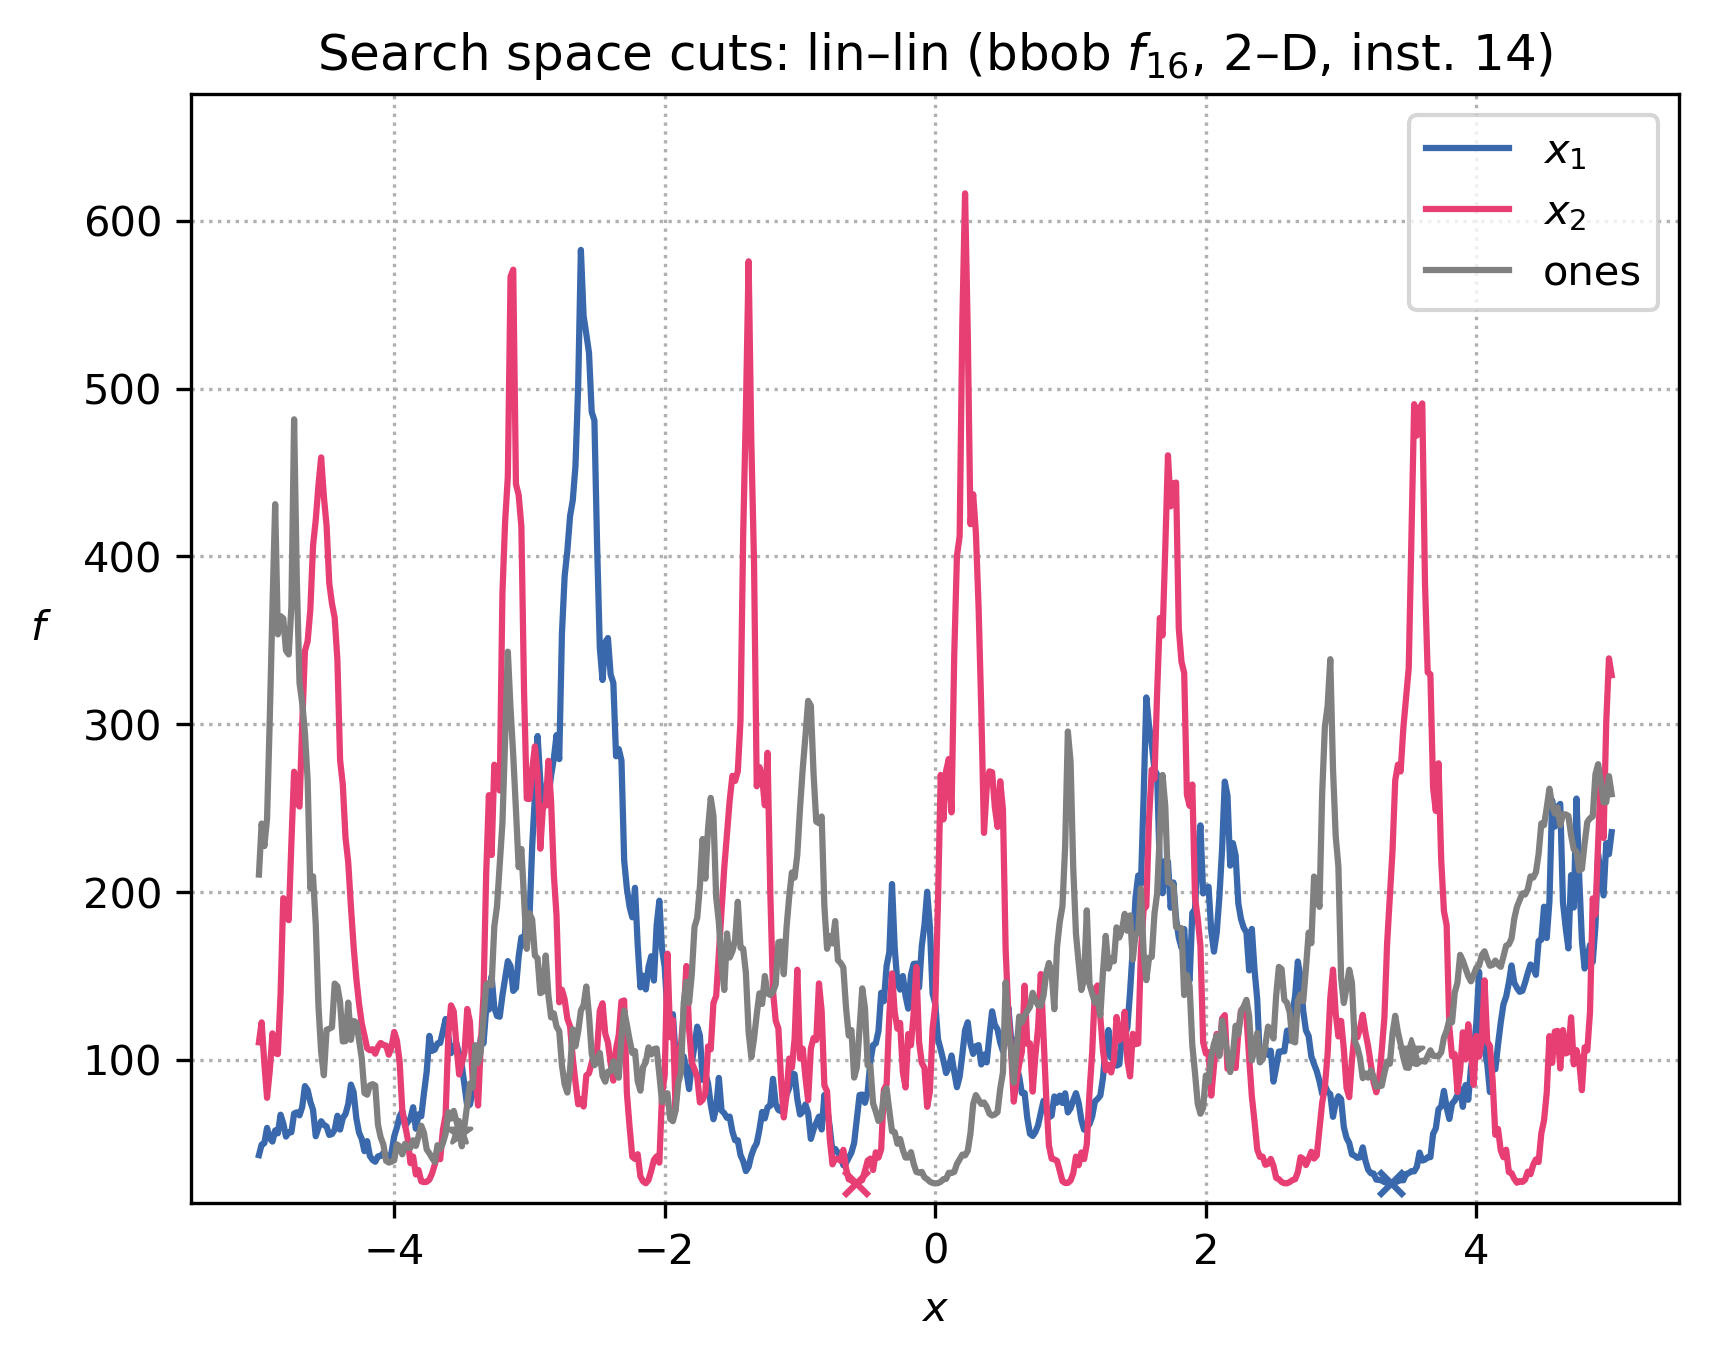 Search space cuts: lin–lin (bbob f₁₆, 2–D, inst. 14)
x₁
x₂
ones
600
500
400
300
200
100
f
−4
−2
0
2
4
x